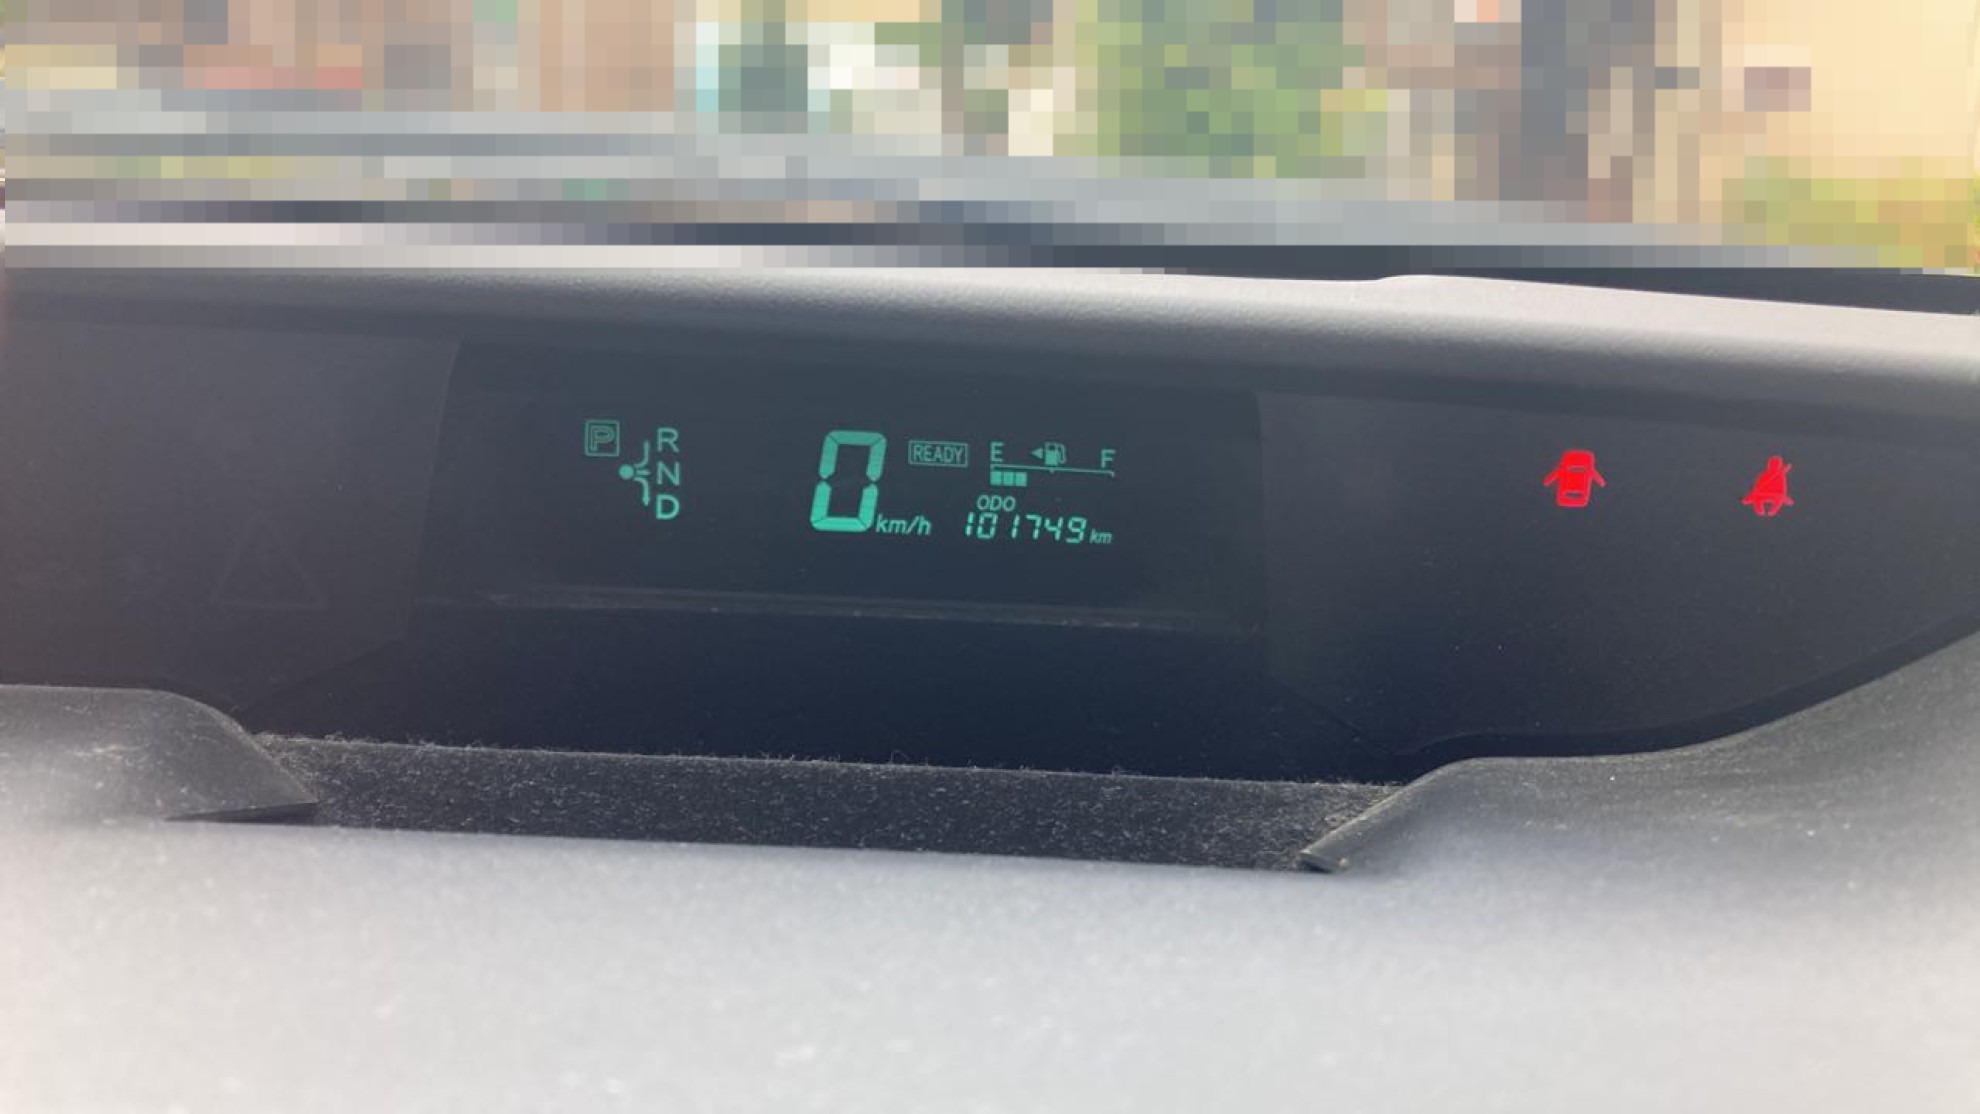 P R
N
D
0 km/h
READY
E F
ODO
101749 km